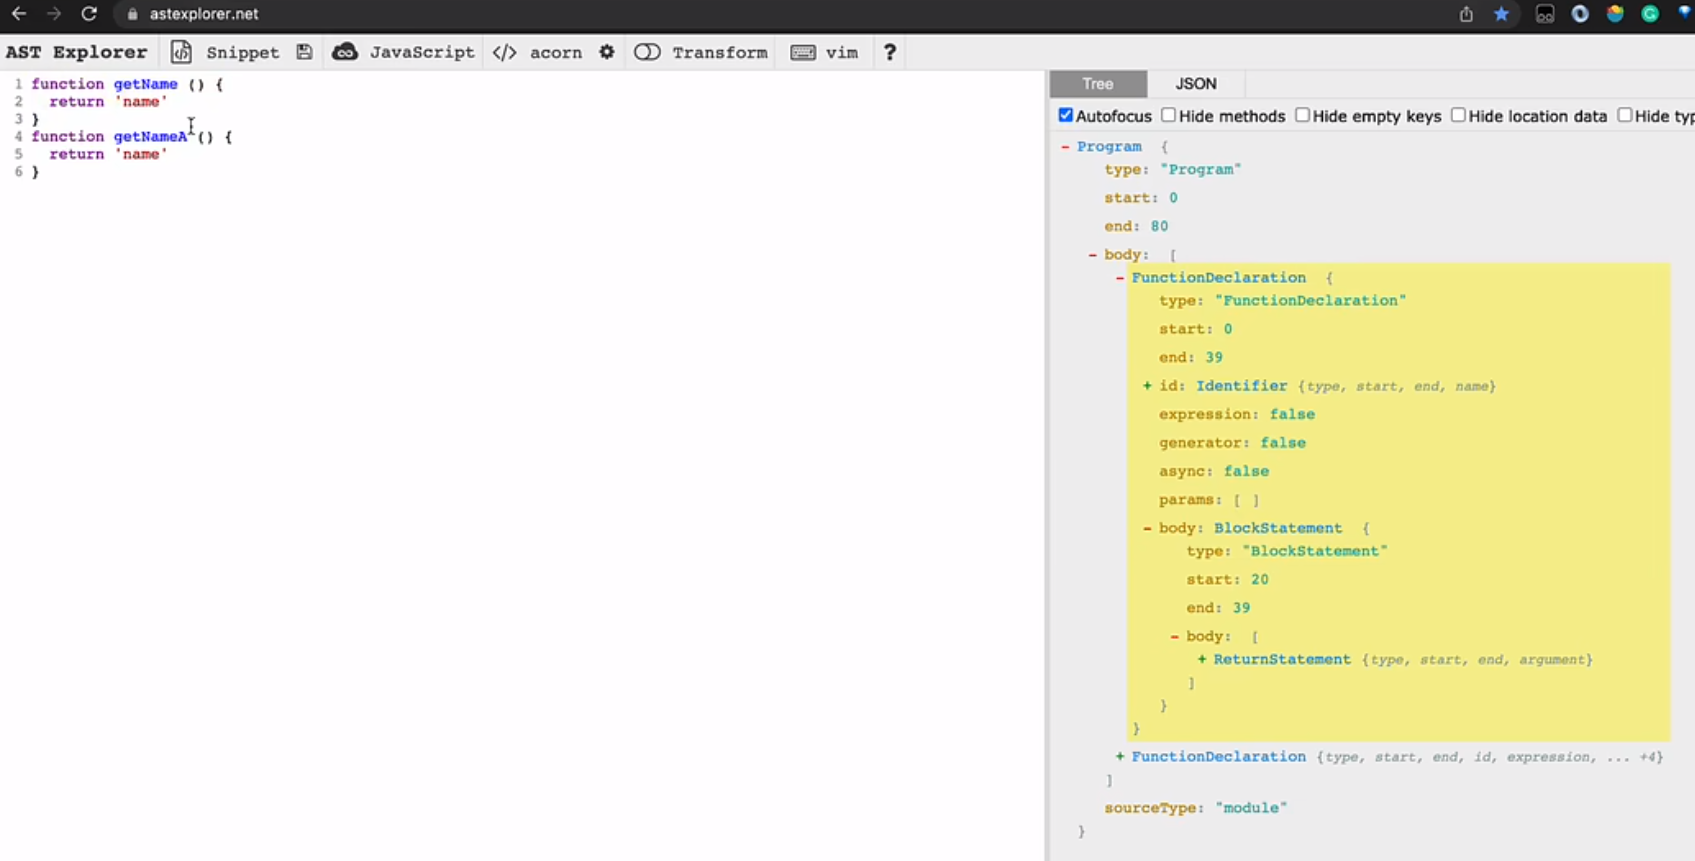 astexplorer.net
AST Explorer Snippet JavaScript </> acorn Transform vim ?
1 function getName () {
2   return 'name'
3 }
4 function getNameA () {
5   return 'name'
6 }
Tree JSON
Autofocus Hide methods Hide empty keys Hide location data Hide typ
- Program {
type: "Program"
start: 0
end: 80
- body: [
- FunctionDeclaration {
type: "FunctionDeclaration"
start: 0
end: 39
+ id: Identifier {type, start, end, name}
expression: false
generator: false
async: false
params: [ ]
- body: BlockStatement {
type: "BlockStatement"
start: 20
end: 39
- body: [
+ ReturnStatement {type, start, end, argument}
]
}
}
+ FunctionDeclaration {type, start, end, id, expression, ... +4}
]
sourceType: "module"
}